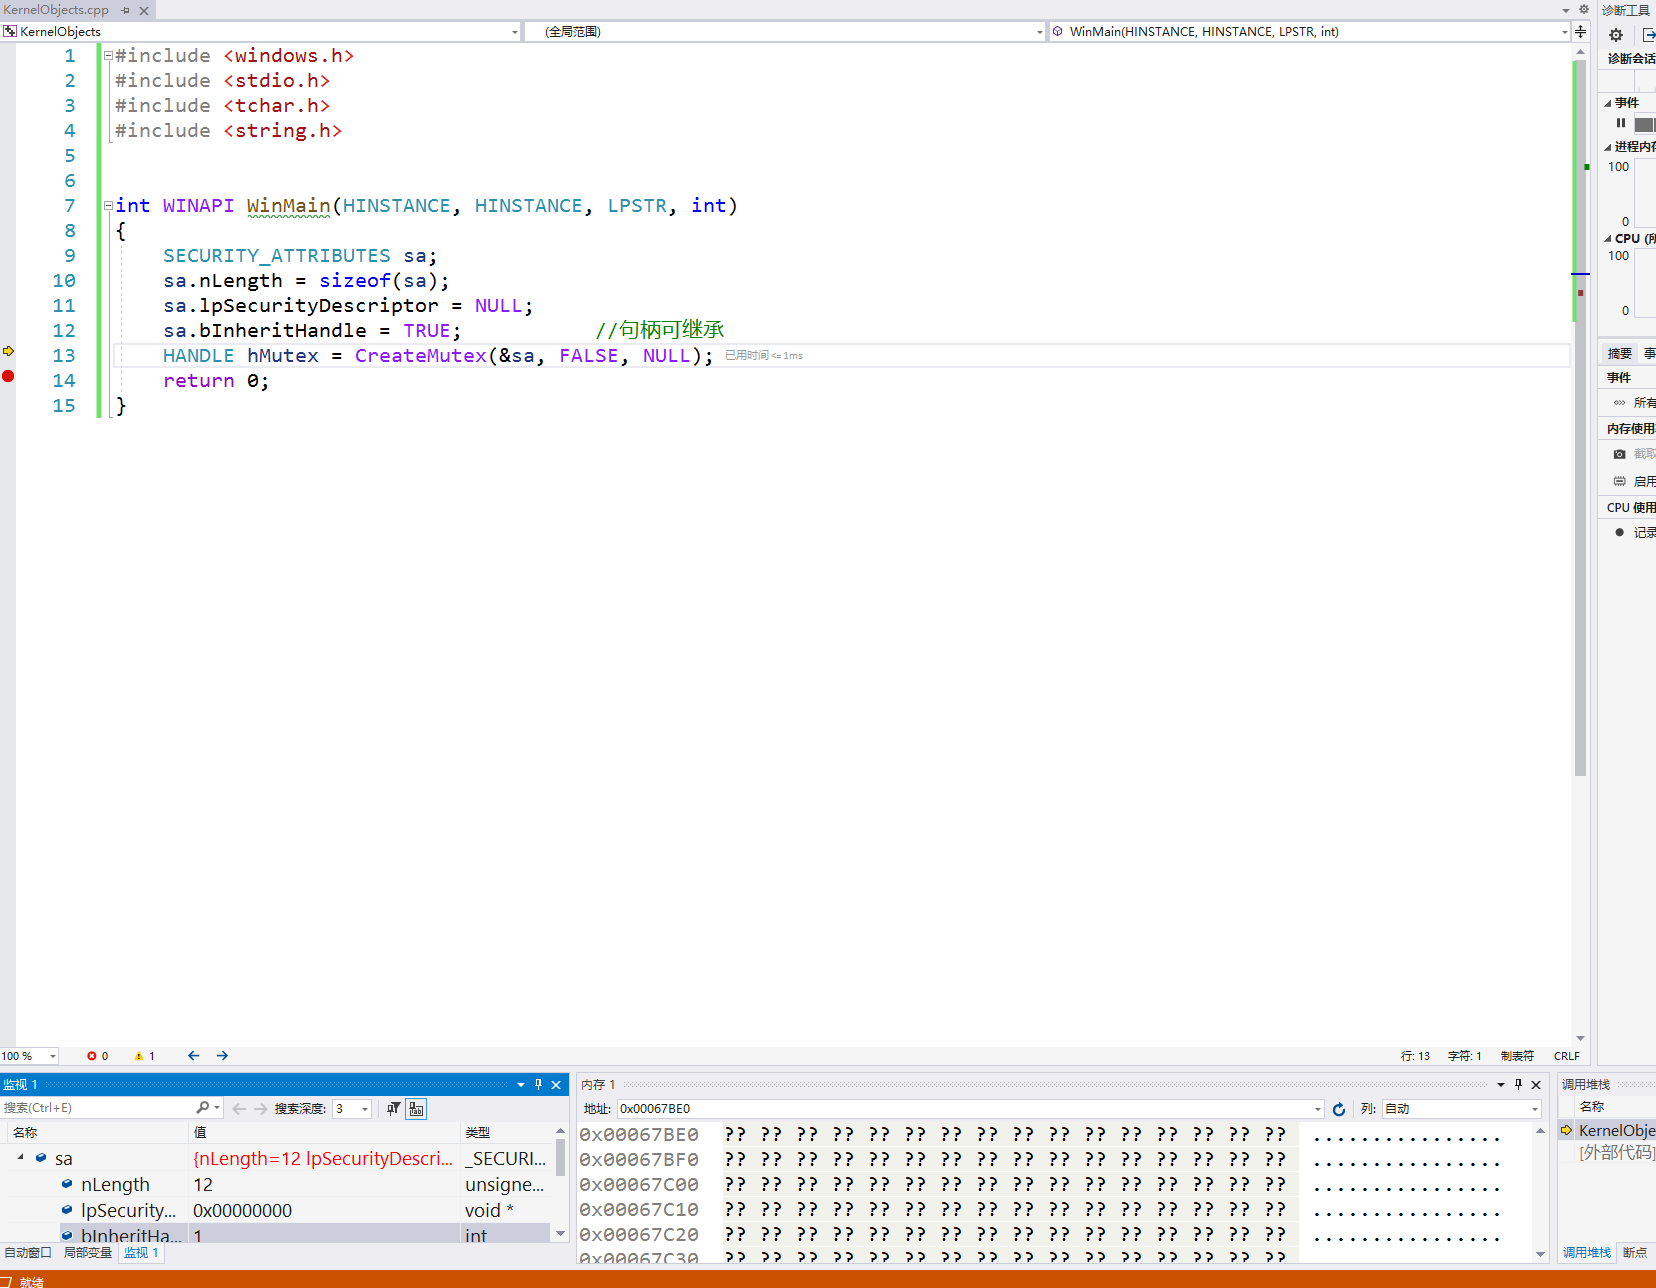 KernelObjects.cpp
诊断工具
KernelObjects
(全局范围)
WinMain(HINSTANCE, HINSTANCE, LPSTR, int)
诊断会话
事件
进程内存
100
0
CPU (所
100
0
摘要 事
事件
所有
内存使用率
截取
启用
CPU 使用
记录
1 #include <windows.h>
2 #include <stdio.h>
3 #include <tchar.h>
4 #include <string.h>
5
6
7 int WINAPI WinMain(HINSTANCE, HINSTANCE, LPSTR, int)
8 {
9 SECURITY_ATTRIBUTES sa;
10 sa.nLength = sizeof(sa);
11 sa.lpSecurityDescriptor = NULL;
12 sa.bInheritHandle = TRUE; //句柄可继承
13 HANDLE hMutex = CreateMutex(&sa, FALSE, NULL); 已用时间 <= 1ms
14 return 0;
15 }
100 % 0 1 行: 13 字符: 1 制表符 CRLF
监视 1
搜索(Ctrl+E) 搜索深度: 3
名称 值 类型
sa {nLength=12 lpSecurityDescri... _SECURI...
nLength 12 unsigne...
lpSecurity... 0x00000000 void *
bInheritHa... 1 int
自动窗口 局部变量 监视 1
内存 1
地址: 0x00067BE0 列: 自动
0x00067BE0 ?? ?? ?? ?? ?? ?? ?? ?? ?? ?? ?? ?? ?? ?? ?? ?? ................
0x00067BF0 ?? ?? ?? ?? ?? ?? ?? ?? ?? ?? ?? ?? ?? ?? ?? ?? ................
0x00067C00 ?? ?? ?? ?? ?? ?? ?? ?? ?? ?? ?? ?? ?? ?? ?? ?? ................
0x00067C10 ?? ?? ?? ?? ?? ?? ?? ?? ?? ?? ?? ?? ?? ?? ?? ?? ................
0x00067C20 ?? ?? ?? ?? ?? ?? ?? ?? ?? ?? ?? ?? ?? ?? ?? ?? ................
0x00067C30 ?? ?? ?? ?? ?? ?? ?? ?? ?? ?? ?? ?? ?? ?? ?? ??
调用堆栈
名称
KernelObje
[外部代码]
调用堆栈 断点
就绪